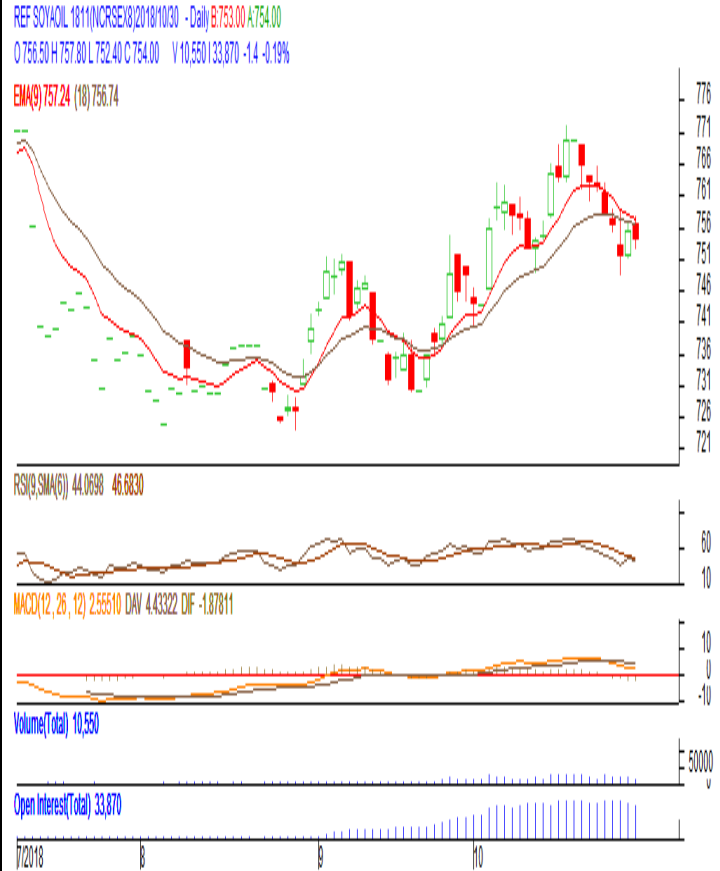 REF SOYAOIL 1811(NCRSEX8)2018/10/30 - Daily B:753.00 A:754.00
O 756.50 H 757.80 L 752.40 C 754.00 V 10,550 I 33,870 -1.4 -0.19%
EMA(9) 757.24 (18) 756.74
776
771
766
761
756
751
746
741
736
731
726
721
RSI(9,SMA(6)) 44.0698 46.6830
60
10
MACD(12, 26, 12) 2.55510 DAV 4.43322 DIF -1.87811
10
0
-10
Volume(Total) 10,550
50000
0
Open Interest(Total) 33,870
7/2018 8 9 10